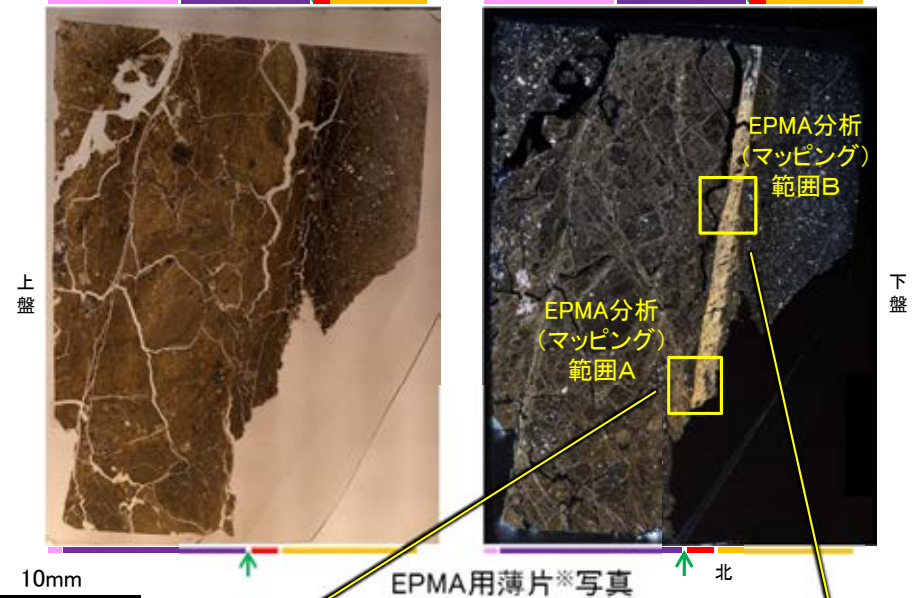 EPMA分析
(マッピング)
範囲B
上
盤
下
盤
EPMA分析
(マッピング)
範囲A
10mm
EPMA用薄片※写真
北